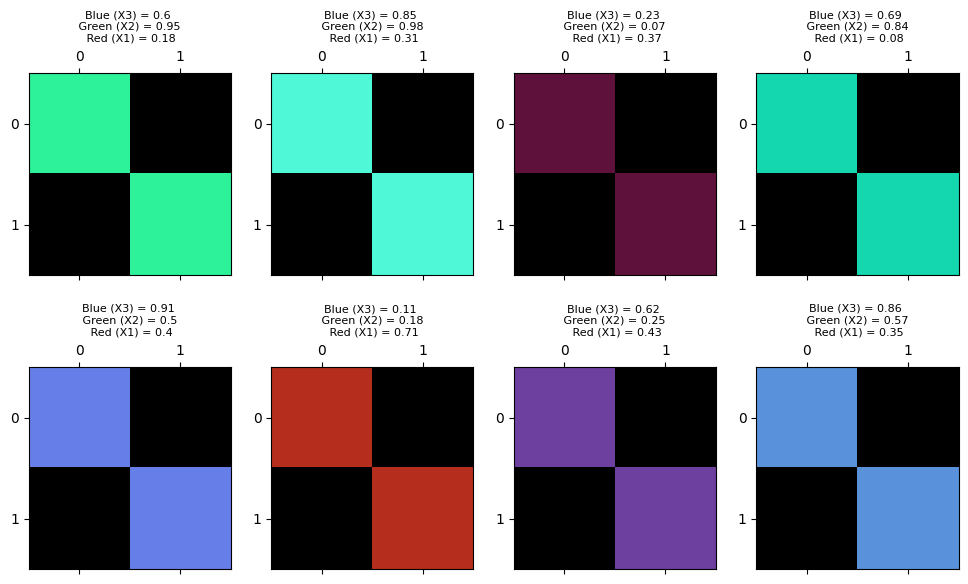 Blue (X3) = 0.6
Green (X2) = 0.95
Red (X1) = 0.18
0 1
0
1
Blue (X3) = 0.85
Green (X2) = 0.98
Red (X1) = 0.31
0 1
0
1
Blue (X3) = 0.23
Green (X2) = 0.07
Red (X1) = 0.37
0 1
0
1
Blue (X3) = 0.69
Green (X2) = 0.84
Red (X1) = 0.08
0 1
0
1
Blue (X3) = 0.91
Green (X2) = 0.5
Red (X1) = 0.4
0 1
0
1
Blue (X3) = 0.11
Green (X2) = 0.18
Red (X1) = 0.71
0 1
0
1
Blue (X3) = 0.62
Green (X2) = 0.25
Red (X1) = 0.43
0 1
0
1
Blue (X3) = 0.86
Green (X2) = 0.57
Red (X1) = 0.35
0 1
0
1